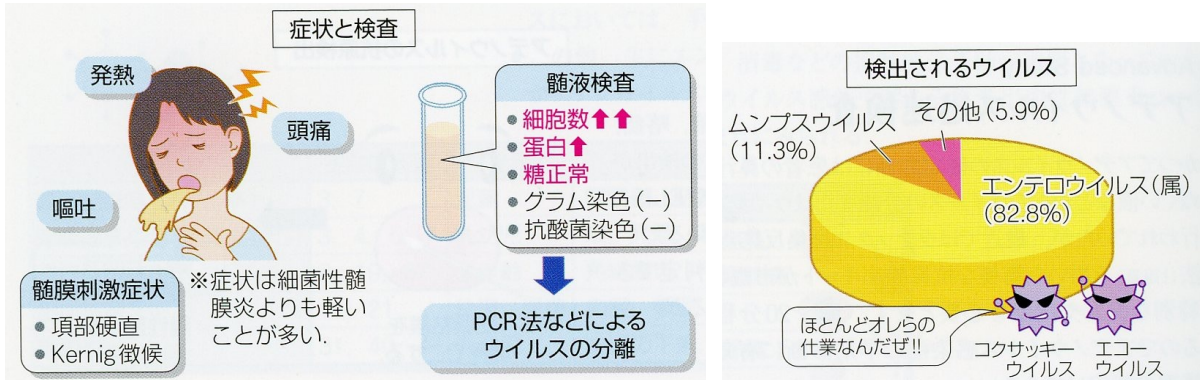 症状と検査
発熱
頭痛
嘔吐
髄膜刺激症状
● 項部硬直
● Kernig徴候
※症状は細菌性髄
膜炎よりも軽い
ことが多い.
髄液検査
● 細胞数⬆⬆
● 蛋白⬆
● 糖正常
● グラム染色(−)
● 抗酸菌染色(−)
PCR法などによる
ウイルスの分離
検出されるウイルス
その他(5.9%)
ムンプスウイルス
(11.3%)
エンテロウイルス(属)
(82.8%)
ほとんどオレらの
仕業なんだぜ!!
コクサッキー
ウイルス
エコー
ウイルス